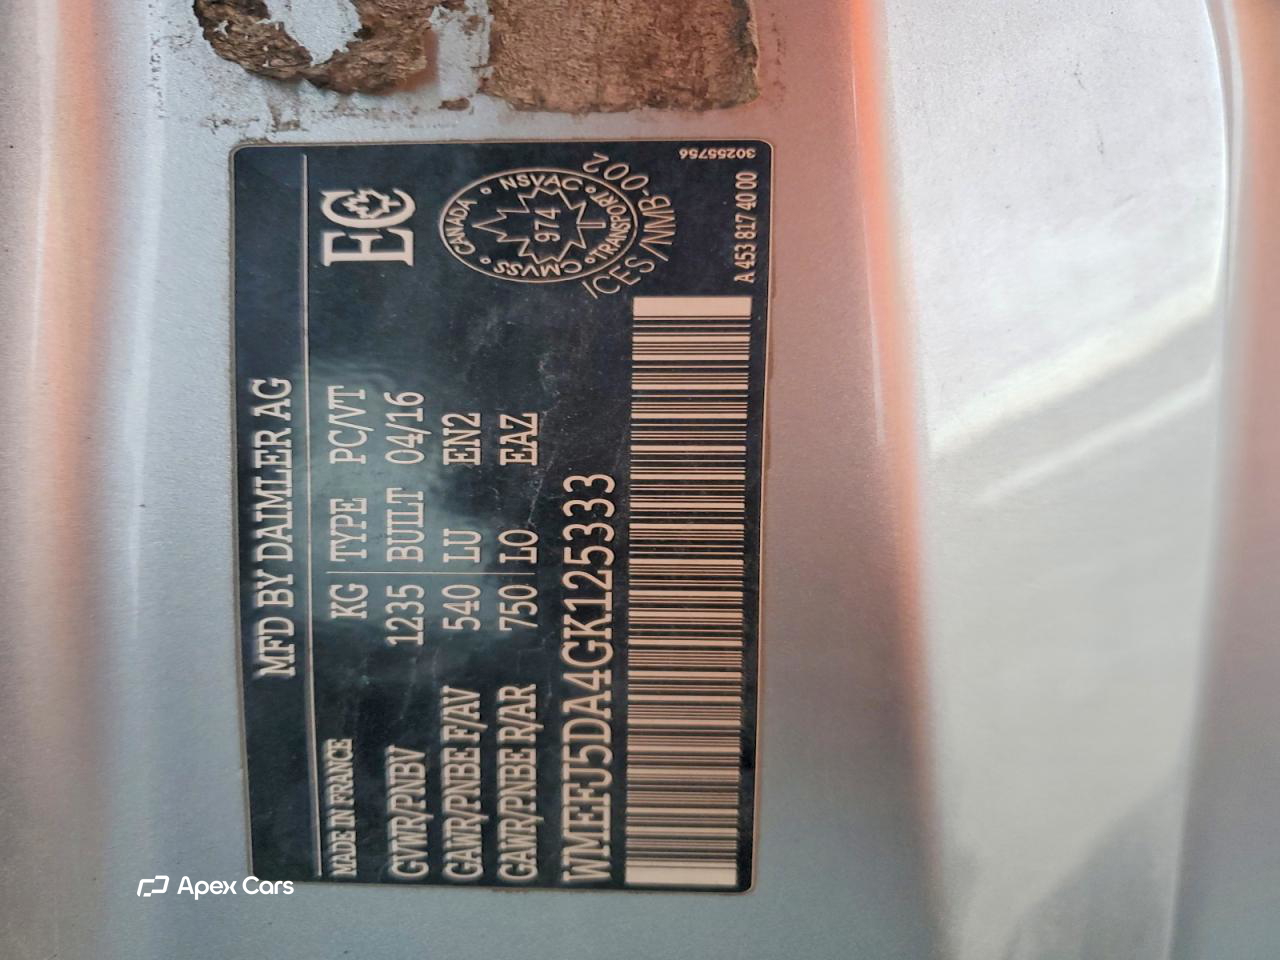 MFD BY DAIMLER AG
MADE IN FRANCE KG TYPE PC/VT
GVWR/PNBV 1235 BUILT 04/16
GAWR/PNBE F/AV 540 LU EN2
GAWR/PNBE R/AR 750 LO EAZ
WMEFJ5DA4GK125333
EC
CANADA • NSVAC • TRANSPORT • CMVSS •
974
ICES/NMB-002
A 453 817 40 00
30255756
Apex Cars